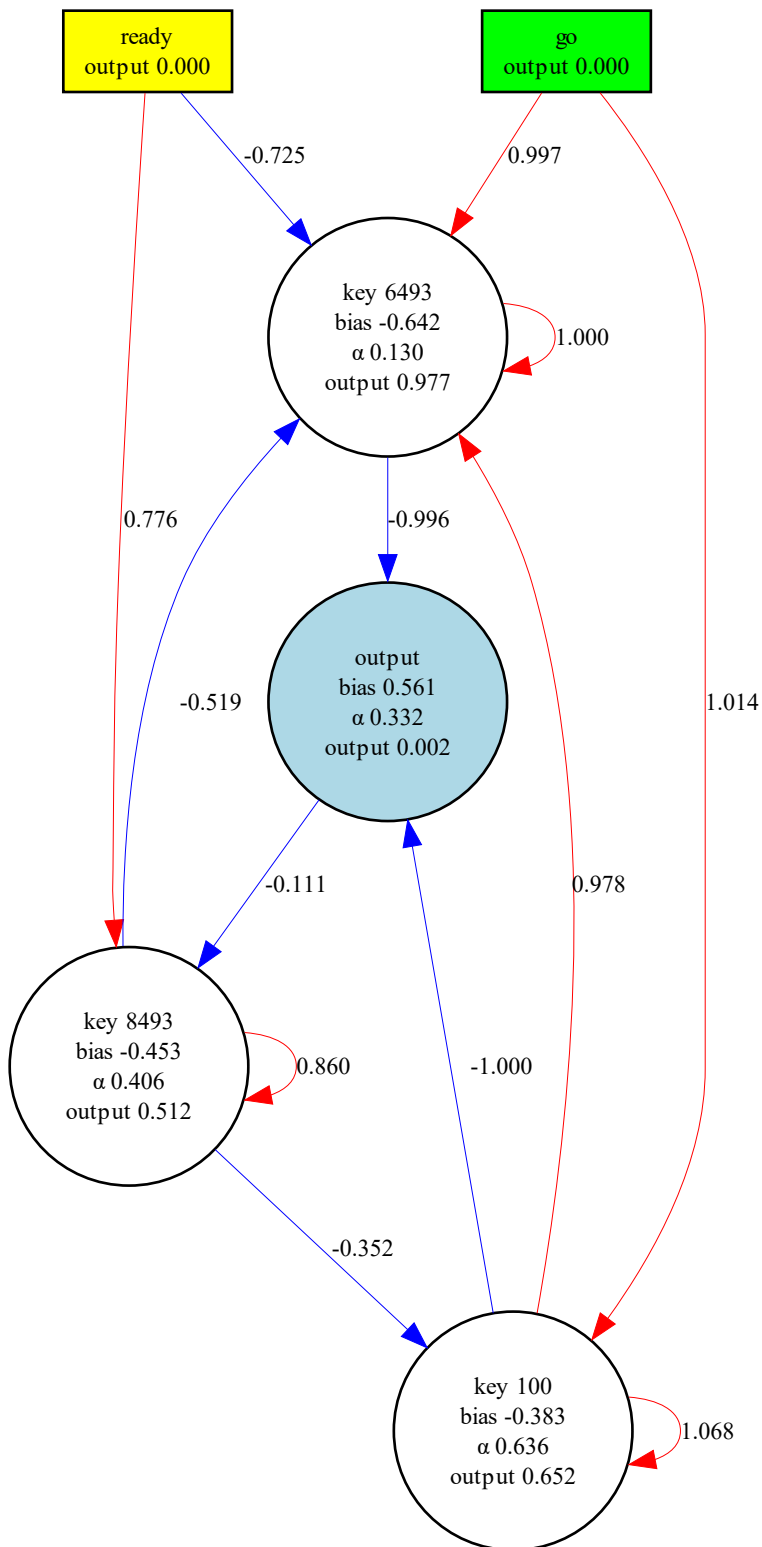 ready
output 0.000
go
output 0.000
-0.725
0.997
key 6493
bias -0.642
α 0.130
output 0.977
1.000
0.776
-0.996
output
bias 0.561
α 0.332
output 0.002
-0.519
1.014
-0.111
0.978
key 8493
bias -0.453
α 0.406
output 0.512
0.860
-1.000
-0.352
key 100
bias -0.383
α 0.636
output 0.652
1.068